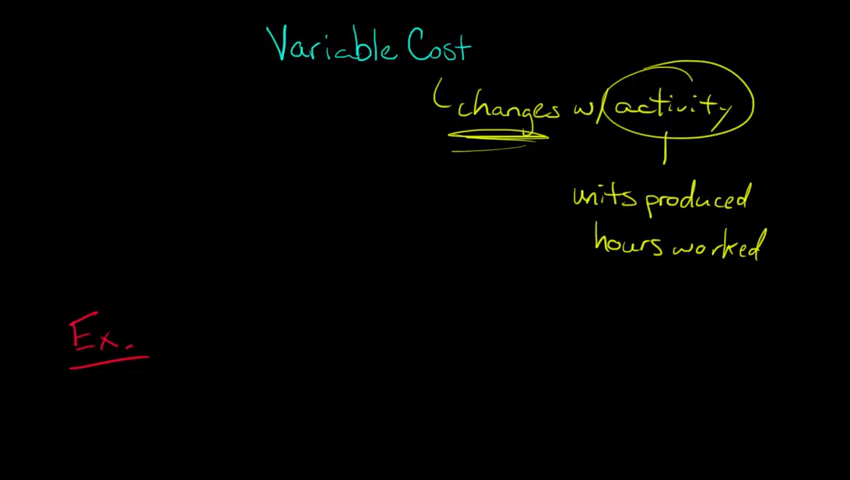 Variable Cost
changes w/ activity
units produced
hours worked
Ex.